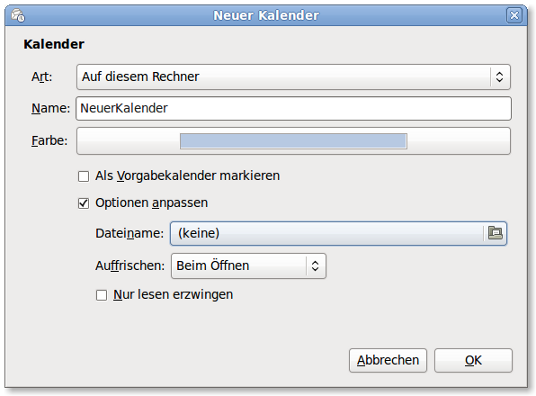 Neuer Kalender
Kalender
Art: Auf diesem Rechner
Name: NeuerKalender
Farbe:
Als Vorgabekalender markieren
Optionen anpassen
Dateiname: (keine)
Auffrischen: Beim Öffnen
Nur lesen erzwingen
Abbrechen OK